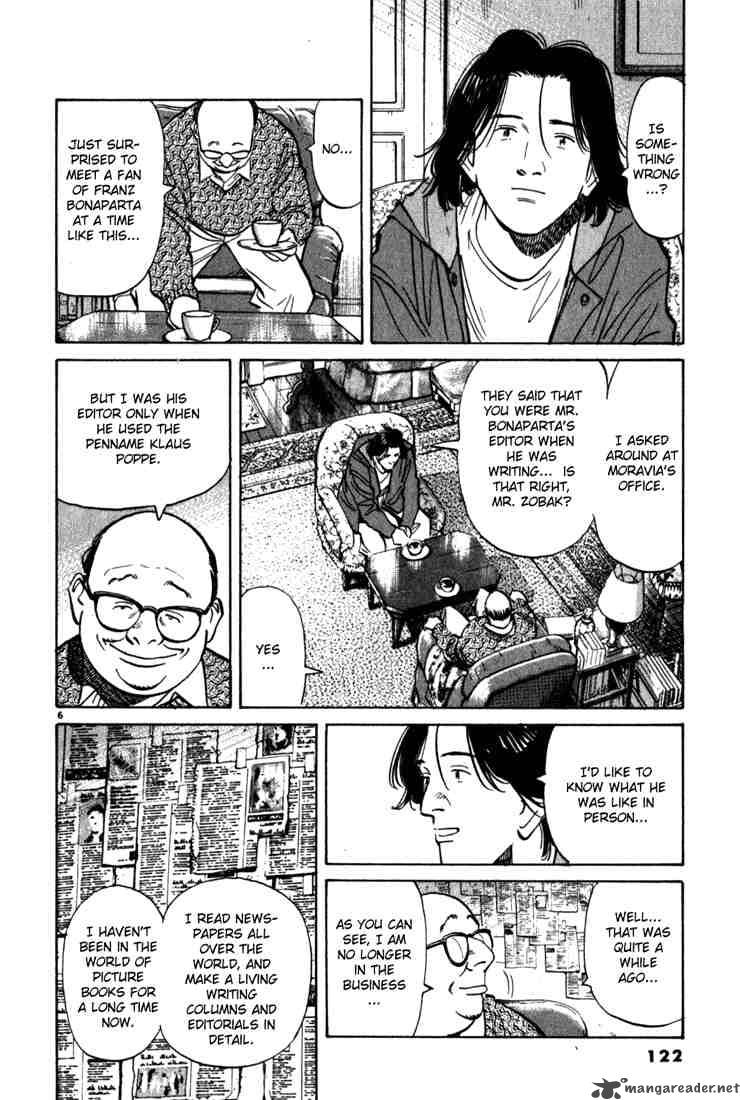 IS
SOME-
THING
WRONG
...?
NO...
JUST SUR-
PRISED TO
MEET A FAN
OF FRANZ
BONAPARTA
AT A TIME
LIKE THIS...
I ASKED
AROUND AT
MORAVIA'S
OFFICE.
THEY SAID THAT
YOU WERE MR.
BONAPARTA'S
EDITOR WHEN
HE WAS
WRITING... IS
THAT RIGHT,
MR. ZOBAK?
YES
...
BUT I WAS HIS
EDITOR ONLY WHEN
HE USED THE
PENNAME KLAUS
POPPE.
6
I'D LIKE TO
KNOW WHAT HE
WAS LIKE IN
PERSON...
WELL...
THAT WAS
QUITE A
WHILE
AGO...
AS YOU CAN
SEE, I AM
NO LONGER
IN THE
BUSINESS
...
I READ NEWS-
PAPERS ALL
OVER THE
WORLD, AND
MAKE A LIVING
WRITING
COLUMNS AND
EDITORIALS IN
DETAIL.
I HAVEN'T
BEEN IN THE
WORLD OF
PICTURE
BOOKS FOR
A LONG TIME
NOW.
122
mangareader.net